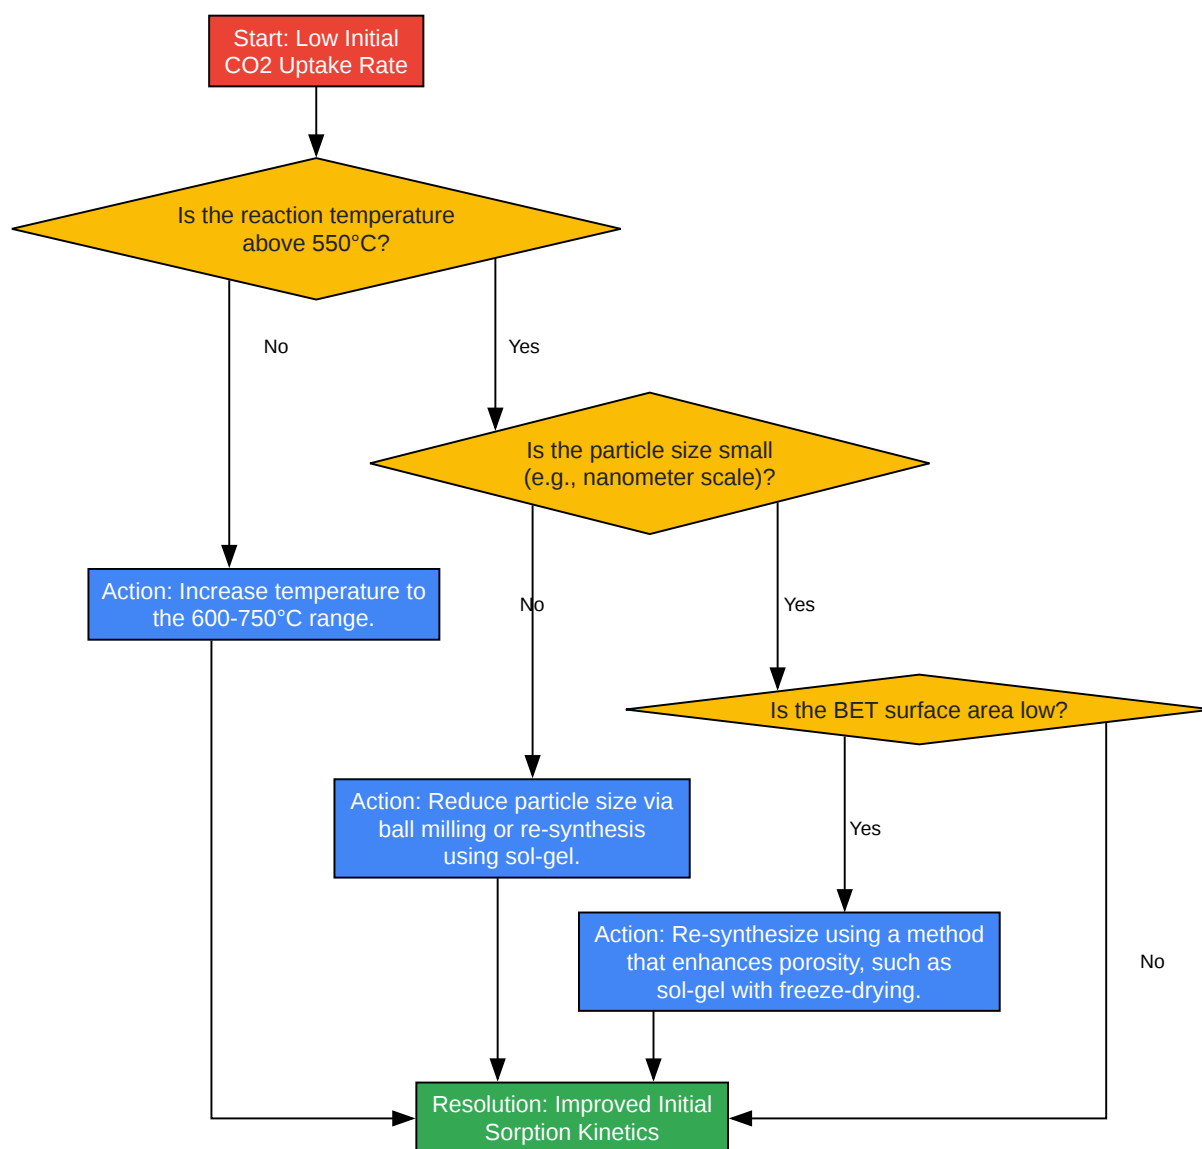 Start: Low Initial
CO2 Uptake Rate
Is the reaction temperature
above 550°C?
No
Yes
Is the particle size small
(e.g., nanometer scale)?
Action: Increase temperature to
the 600-750°C range.
No
Yes
Is the BET surface area low?
Action: Reduce particle size via
ball milling or re-synthesis
using sol-gel.
Yes
Action: Re-synthesize using a method
that enhances porosity, such as
sol-gel with freeze-drying.
No
Resolution: Improved Initial
Sorption Kinetics